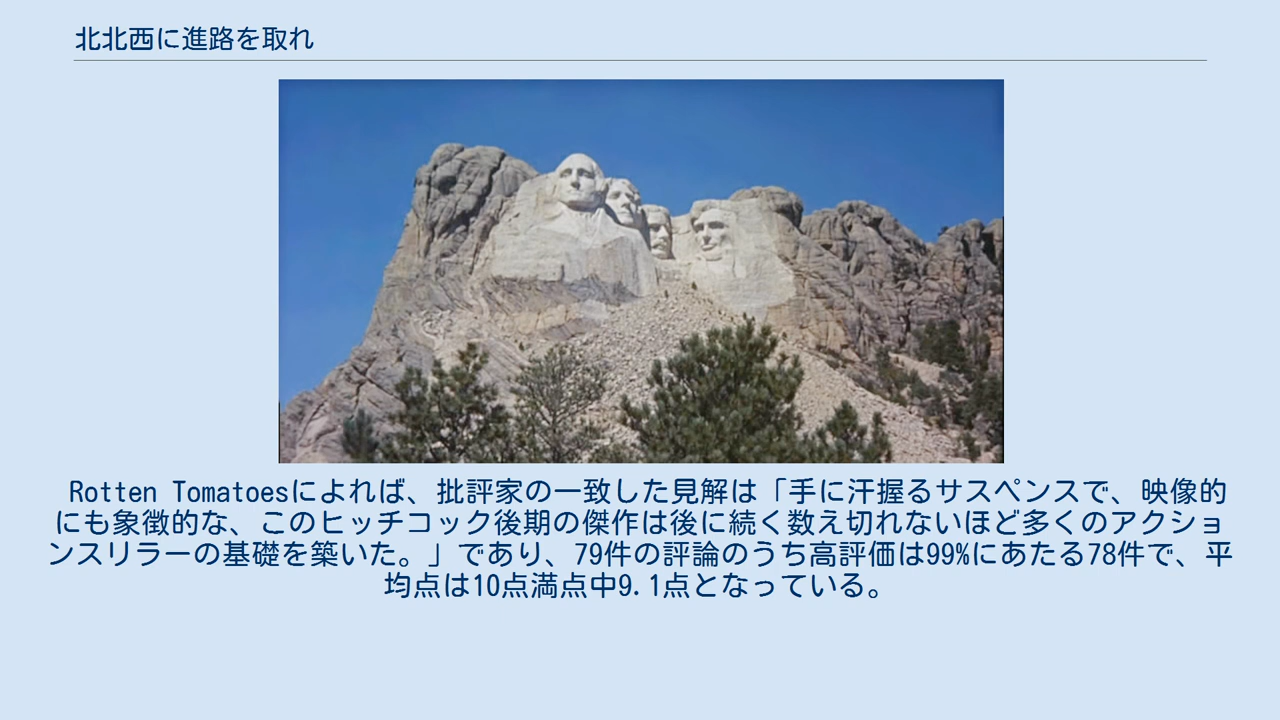 北北西に進路を取れ
Rotten Tomatoesによれば、批評家の一致した見解は「手に汗握るサスペンスで、映像的
にも象徴的な、このヒッチコック後期の傑作は後に続く数え切れないほど多くのアクショ
ンスリラーの基礎を築いた。」であり、79件の評論のうち高評価は99%にあたる78件で、平
均点は10点満点中9.1点となっている。